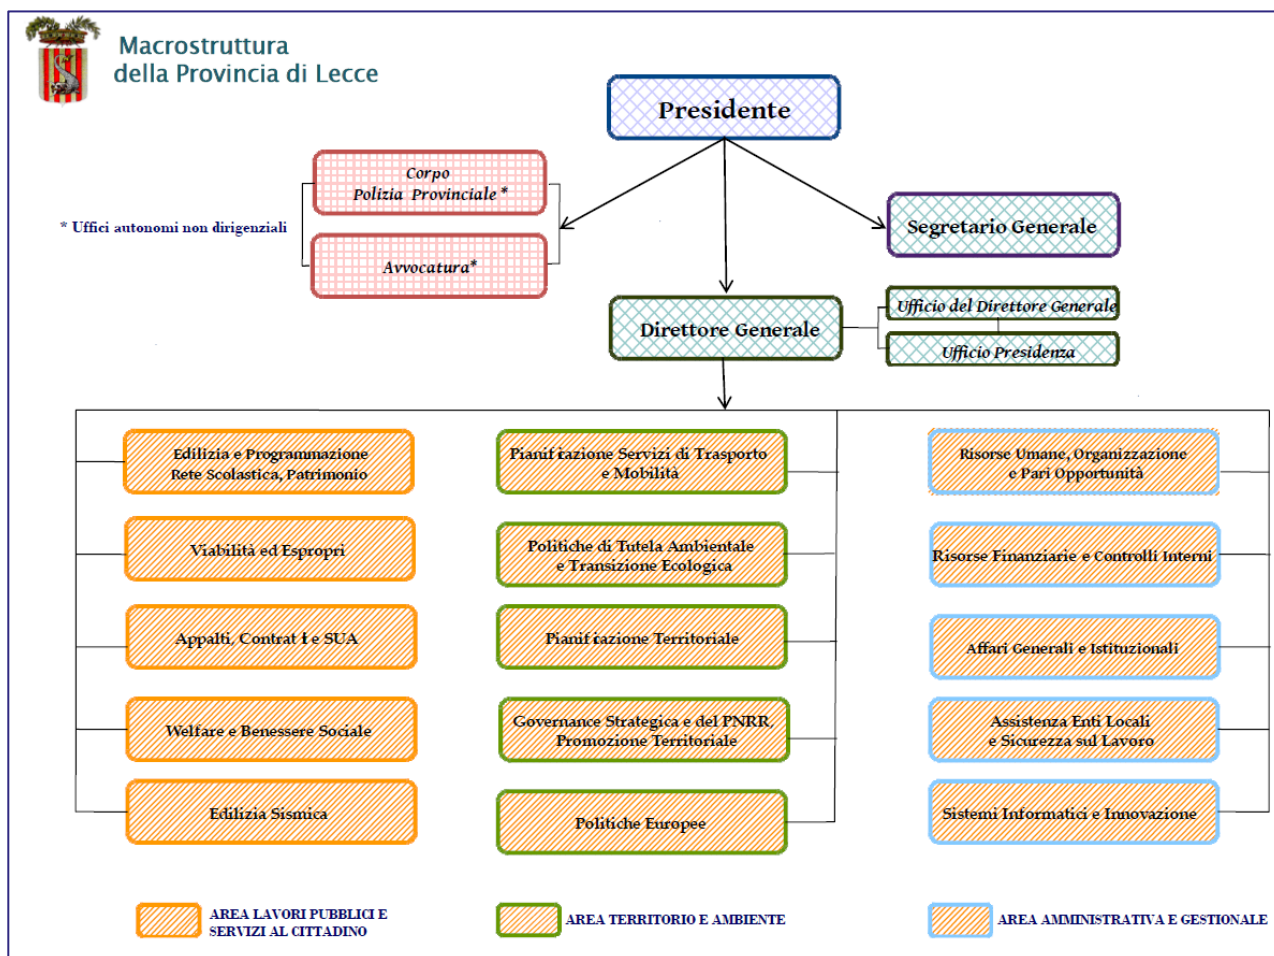 Macrostruttura
della Provincia di Lecce
Presidente
Corpo
Polizia Provinciale *
* Uffici autonomi non dirigenziali
Avvocatura*
Segretario Generale
Direttore Generale
Ufficio del Direttore Generale
Ufficio Presidenza
Edilizia e Programmazione
Rete Scolastica, Patrimonio
Viabilità ed Espropri
Appalti, Contratti e SUA
Welfare e Benessere Sociale
Edilizia Sismica
Pianificazione Servizi di Trasporto
e Mobilità
Politiche di Tutela Ambientale
e Transizione Ecologica
Pianificazione Territoriale
Governance Strategica e del PNRR,
Promozione Territoriale
Politiche Europee
Risorse Umane, Organizzazione
e Pari Opportunità
Risorse Finanziarie e Controlli Interni
Affari Generali e Istituzionali
Assistenza Enti Locali
e Sicurezza sul Lavoro
Sistemi Informatici e Innovazione
AREA LAVORI PUBBLICI E
SERVIZI AL CITTADINO
AREA TERRITORIO E AMBIENTE
AREA AMMINISTRATIVA E GESTIONALE